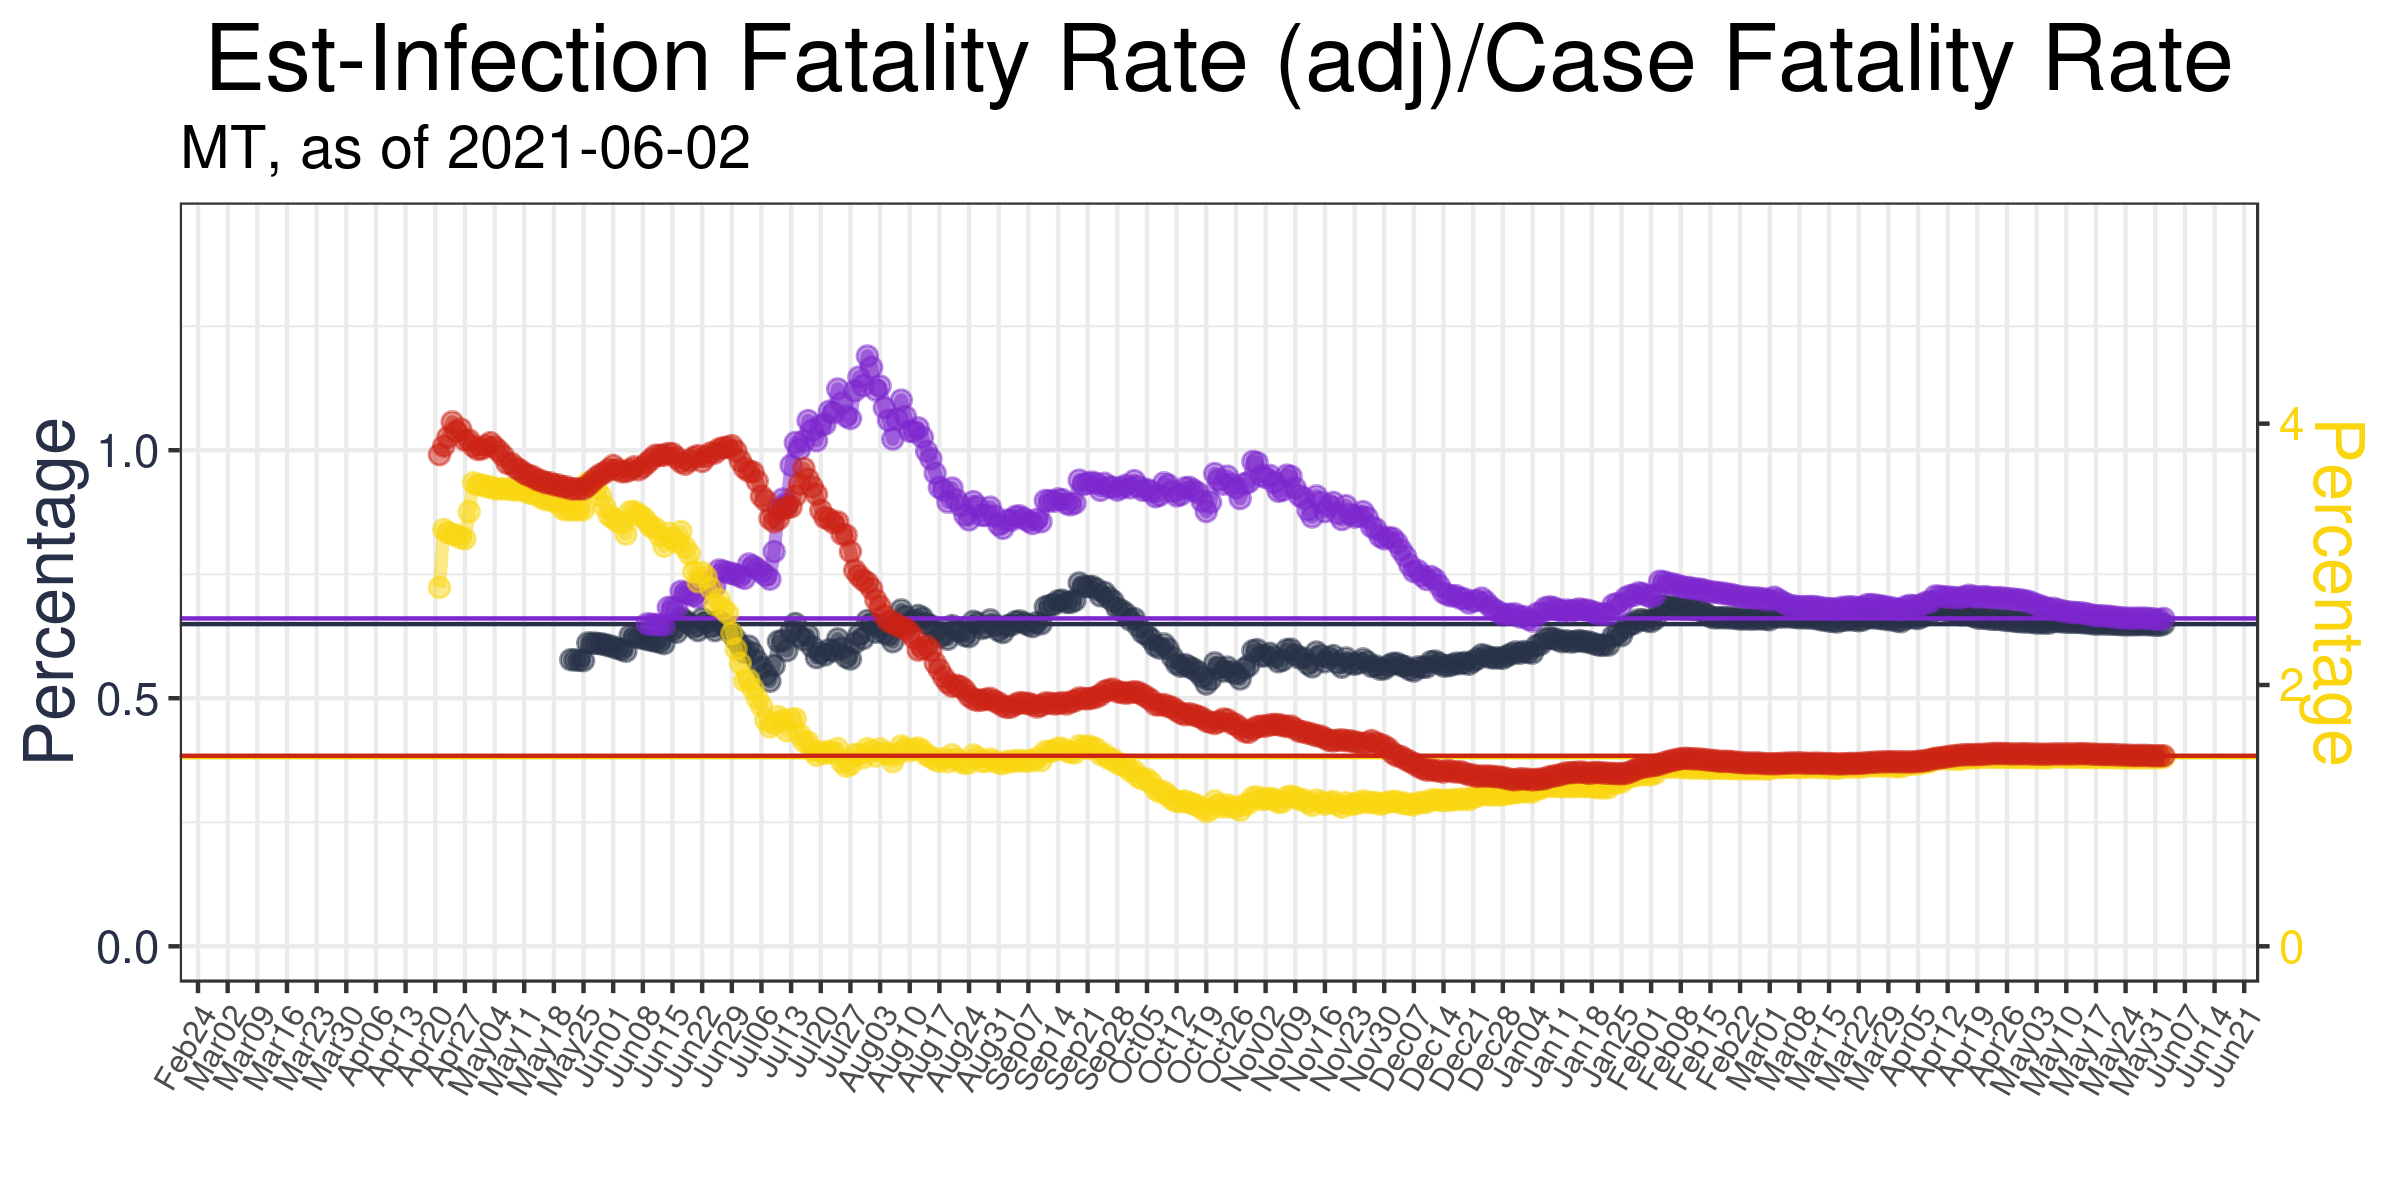 Est-Infection Fatality Rate (adj)/Case Fatality Rate
MT, as of 2021-06-02
Percentage
1.0
0.5
0.0
4
2
0
Percentage
Feb24
Mar02
Mar09
Mar16
Mar23
Mar30
Apr06
Apr13
Apr20
Apr27
May04
May11
May18
May25
Jun01
Jun08
Jun15
Jun22
Jun29
Jul06
Jul13
Jul20
Jul27
Aug03
Aug10
Aug17
Aug24
Aug31
Sep07
Sep14
Sep21
Sep28
Oct05
Oct12
Oct19
Oct26
Nov02
Nov09
Nov16
Nov23
Nov30
Dec07
Dec14
Dec21
Dec28
Jan04
Jan11
Jan18
Jan25
Feb01
Feb08
Feb15
Feb22
Mar01
Mar08
Mar15
Mar22
Mar29
Apr05
Apr12
Apr19
Apr26
May03
May10
May17
May24
May31
Jun07
Jun14
Jun21